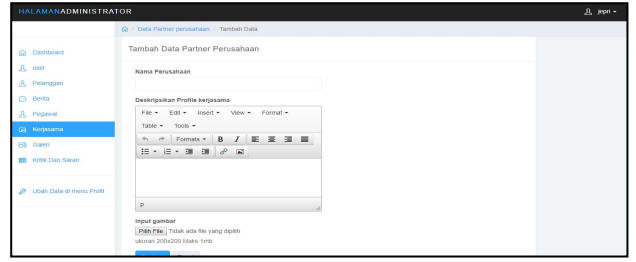 HALAMANADMINISTRATOR
jepri
Data Partner perusahaan / Tambah Data
Dashboard
user
Pelanggan
Berita
Pegawai
Kerjasama
Galeri
Kritik Dan Saran
Ubah Data di menu Profil
Tambah Data Partner Perusahaan
Nama Perusahaan
Deskripsikan Profile kerjasama
File Edit Insert View Format
Table Tools
Formats B I
P
Input gambar
Pilih File Tidak ada file yang dipilih
ukuran 200x200 Maks 1mb